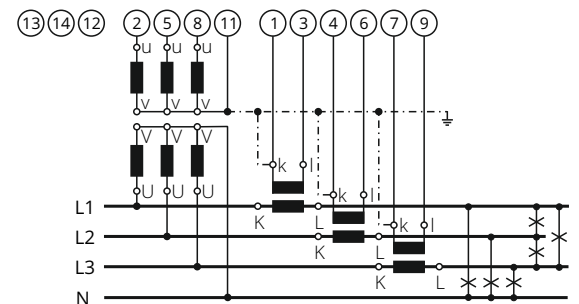 13 14 12 2 5 8 11 1 3 4 6 7 9
u u u
v v v
V V V
k l
U U U
k l
L1
K L
k l
L2
K L
L3
K L
N